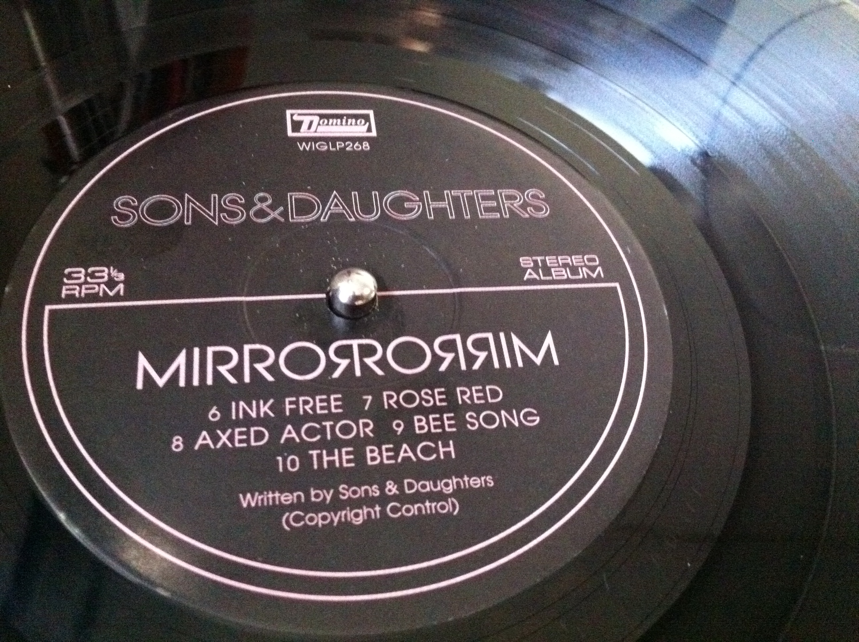 Domino
WIGLP268
SONS&DAUGHTERS
33⅓ RPM
STEREO ALBUM
MIRROЯROЯЯIM
6 INK FREE 7 ROSE RED
8 AXED ACTOR 9 BEE SONG
10 THE BEACH
Written by Sons & Daughters
(Copyright Control)